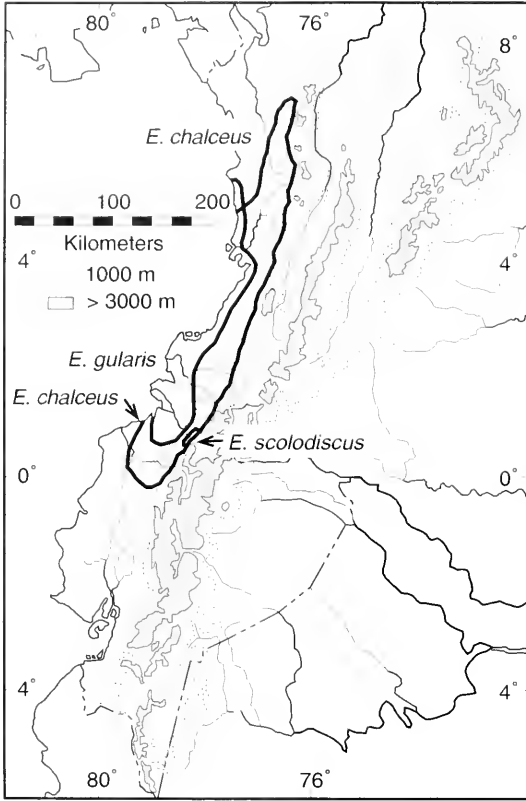 80° 76°
8°
E. chalceus
0 100 200
Kilometers
4° 4°
1000 m
> 3000 m
E. gularis
E. chalceus
E. scolodiscus
0° 0°
4° 4°
80° 76°